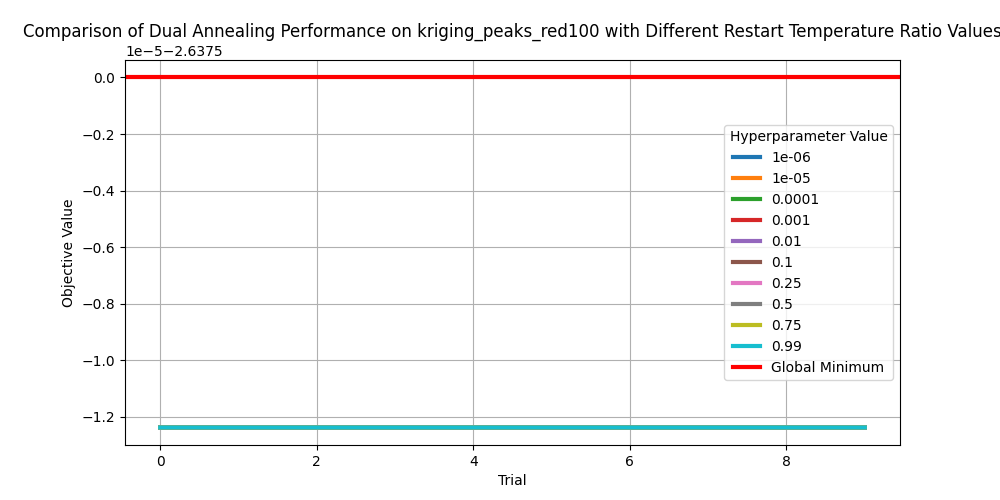 Comparison of Dual Annealing Performance on kriging_peaks_red100 with Different Restart Temperature Ratio Values
1e−5−2.6375
0.0
−0.2
−0.4
−0.6
−0.8
−1.0
−1.2
Objective Value
0
2
4
6
8
Trial
Hyperparameter Value
1e-06
1e-05
0.0001
0.001
0.01
0.1
0.25
0.5
0.75
0.99
Global Minimum